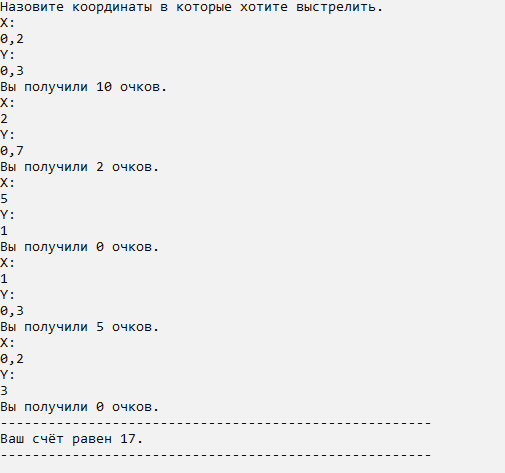 Назовите координаты в которые хотите выстрелить.
X:
0,2
Y:
0,3
Вы получили 10 очков.
X:
2
Y:
0,7
Вы получили 2 очков.
X:
5
Y:
1
Вы получили 0 очков.
X:
1
Y:
0,3
Вы получили 5 очков.
X:
0,2
Y:
3
Вы получили 0 очков.
------------------------------------------------------
Ваш счёт равен 17.
------------------------------------------------------